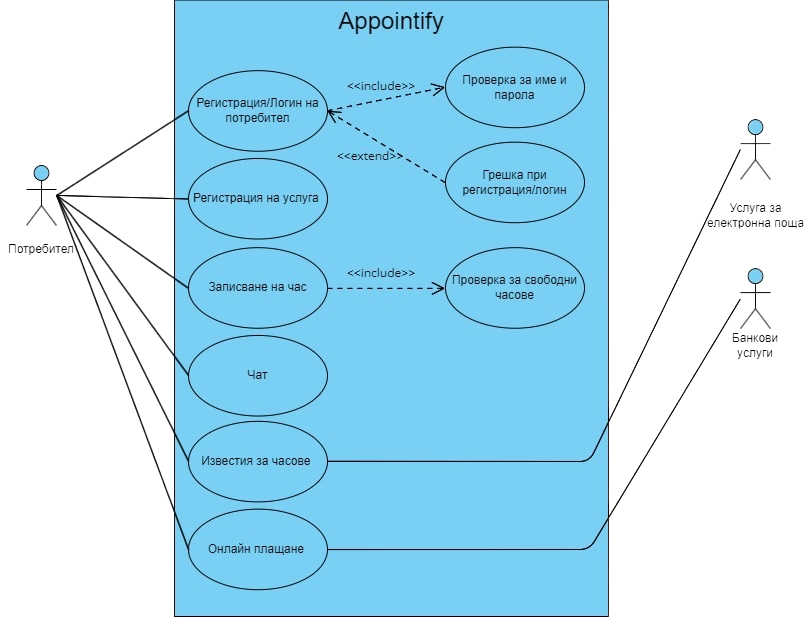 Appointify
Регистрация/Логин на
потребител
<<include>>
Проверка за име и
парола
<<extend>>
Грешка при
регистрация/логин
Регистрация на услуга
Потребител
Услуга за
електронна поща
Записване на час
<<include>>
Проверка за свободни
часове
Банкови
услуги
Чат
Известия за часове
Онлайн плащане